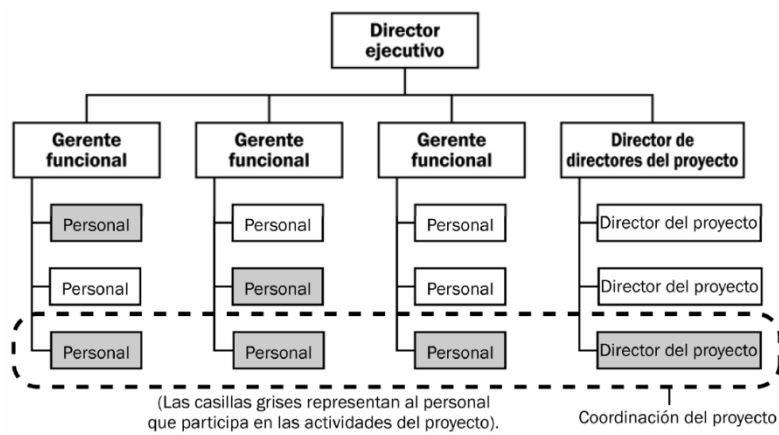 Director
ejecutivo
Gerente
funcional
Gerente
funcional
Gerente
funcional
Director de
directores del proyecto
Personal
Personal
Personal
Director del proyecto
Personal
Personal
Personal
Director del proyecto
Personal
Personal
Personal
Director del proyecto
(Las casillas grises representan al personal
que participa en las actividades del proyecto).
Coordinación del proyecto